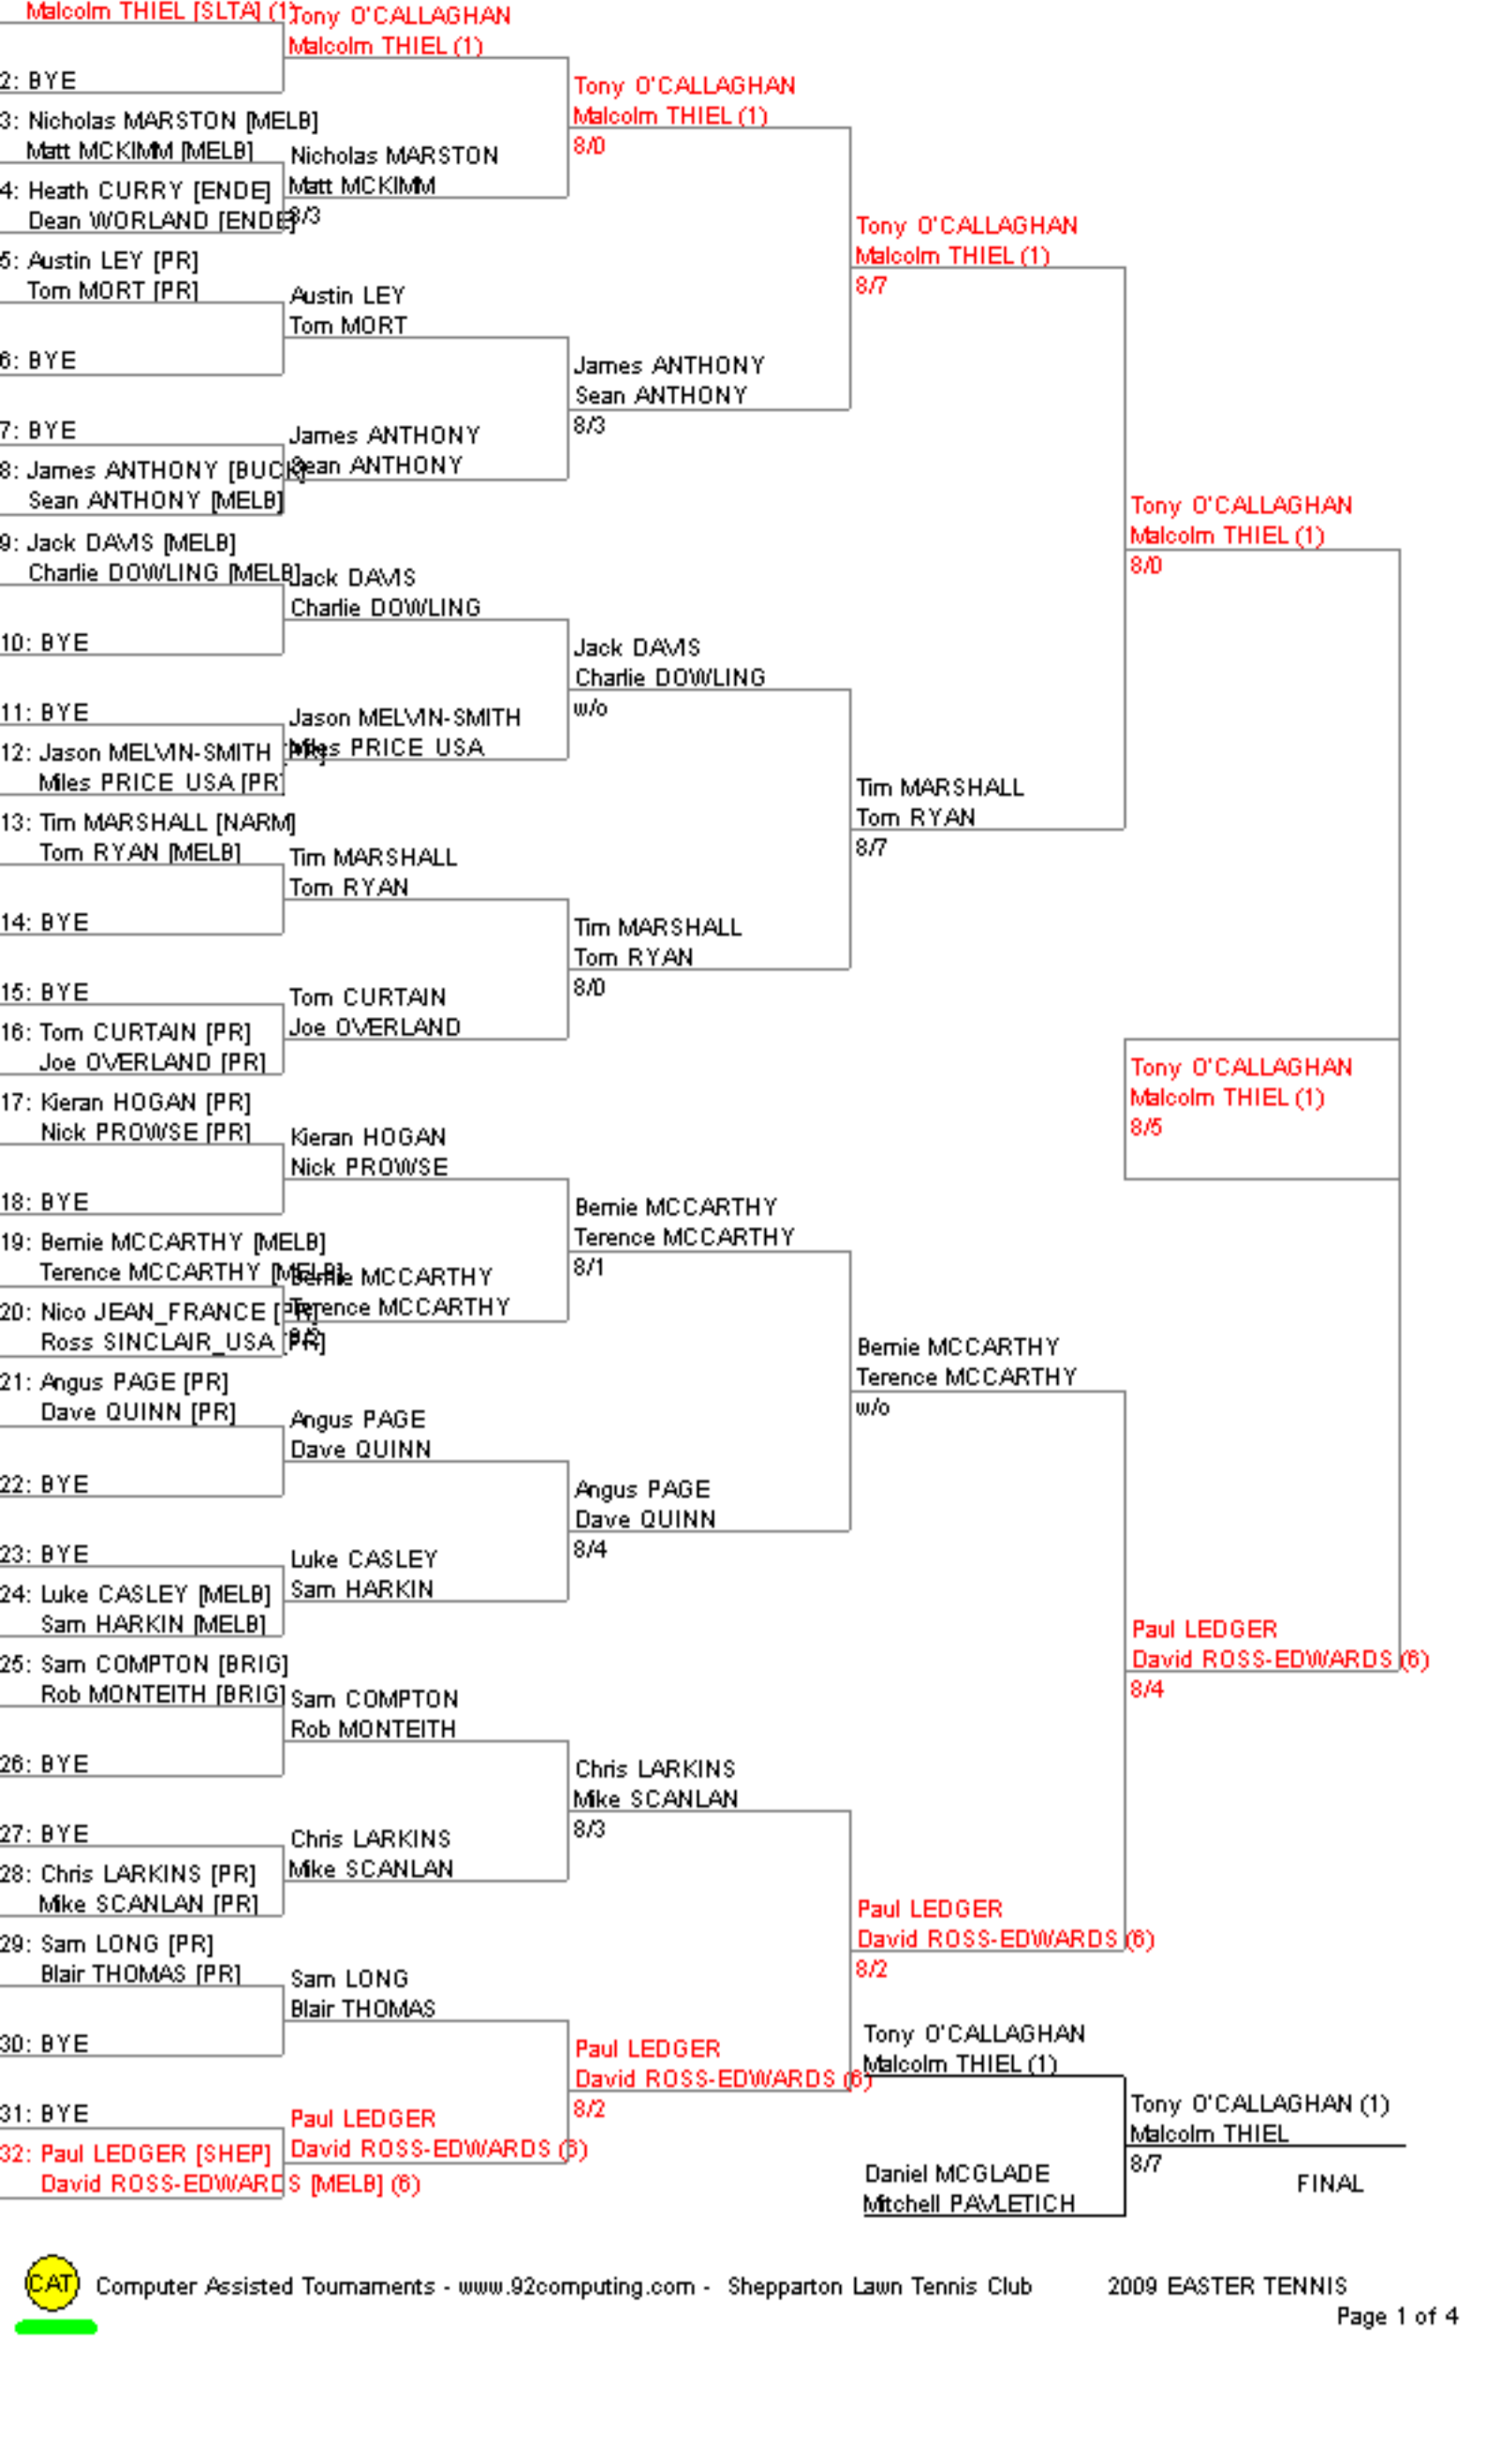 Malcolm THIEL [SLTA] (1)
2: BYE
3: Nicholas MARSTON [MELB]
Matt MCKIMM [MELB]
4: Heath CURRY [ENDE]
Dean WORLAND [ENDE]
5: Austin LEY [PR]
Tom MORT [PR]
6: BYE
7: BYE
8: James ANTHONY [BUCK]
Sean ANTHONY [MELB]
9: Jack DAVIS [MELB]
Charlie DOWLING [MELB]
10: BYE
11: BYE
12: Jason MELVIN-SMITH [PR]
Miles PRICE USA [PR]
13: Tim MARSHALL [NARM]
Tom RYAN [MELB]
14: BYE
15: BYE
16: Tom CURTAIN [PR]
Joe OVERLAND [PR]
17: Kieran HOGAN [PR]
Nick PROWSE [PR]
18: BYE
19: Bernie MCCARTHY [MELB]
Terence MCCARTHY [MELB]
20: Nico JEAN_FRANCE [PR]
Ross SINCLAIR_USA [PR]
21: Angus PAGE [PR]
Dave QUINN [PR]
22: BYE
23: BYE
24: Luke CASLEY [MELB]
Sam HARKIN [MELB]
25: Sam COMPTON [BRIG]
Rob MONTEITH [BRIG]
26: BYE
27: BYE
28: Chris LARKINS [PR]
Mike SCANLAN [PR]
29: Sam LONG [PR]
Blair THOMAS [PR]
30: BYE
31: BYE
32: Paul LEDGER [SHEP]
David ROSS-EDWARDS [MELB] (6)
Tony O'CALLAGHAN
Malcolm THIEL (1)
Nicholas MARSTON
Matt MCKIMM
8/3
Austin LEY
Tom MORT
James ANTHONY
Sean ANTHONY
Jack DAVIS
Charlie DOWLING
Jason MELVIN-SMITH
Miles PRICE USA
Tim MARSHALL
Tom RYAN
Tom CURTAIN
Joe OVERLAND
Kieran HOGAN
Nick PROWSE
Bernie MCCARTHY
Terence MCCARTHY
Angus PAGE
Dave QUINN
Luke CASLEY
Sam HARKIN
Sam COMPTON
Rob MONTEITH
Chris LARKINS
Mike SCANLAN
Sam LONG
Blair THOMAS
Paul LEDGER
David ROSS-EDWARDS (6)
Tony O'CALLAGHAN
Malcolm THIEL (1)
8/0
James ANTHONY
Sean ANTHONY
8/3
Jack DAVIS
Charlie DOWLING
w/o
Tim MARSHALL
Tom RYAN
8/0
Bernie MCCARTHY
Terence MCCARTHY
8/1
Angus PAGE
Dave QUINN
8/4
Chris LARKINS
Mike SCANLAN
8/3
Paul LEDGER
David ROSS-EDWARDS (6)
8/2
Tony O'CALLAGHAN
Malcolm THIEL (1)
8/7
Tim MARSHALL
Tom RYAN
8/7
Bernie MCCARTHY
Terence MCCARTHY
w/o
Paul LEDGER
David ROSS-EDWARDS (6)
8/2
Tony O'CALLAGHAN
Malcolm THIEL (1)
8/0
Paul LEDGER
David ROSS-EDWARDS (6)
8/4
Tony O'CALLAGHAN
Malcolm THIEL (1)
8/5
Tony O'CALLAGHAN
Malcolm THIEL (1)
Daniel MCGLADE
Mitchell PAVLETICH
Tony O'CALLAGHAN (1)
Malcolm THIEL
8/7
FINAL
CAT Computer Assisted Tournaments - www.92computing.com - Shepparton Lawn Tennis Club 2009 EASTER TENNIS
Page 1 of 4